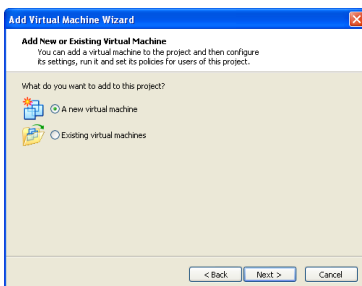 Add Virtual Machine Wizard
Add New or Existing Virtual Machine
You can add a virtual machine to the project and then configure
its settings, run it and set its policies for users of this project.
What do you want to add to this project?
A new virtual machine
Existing virtual machines
< Back
Next >
Cancel